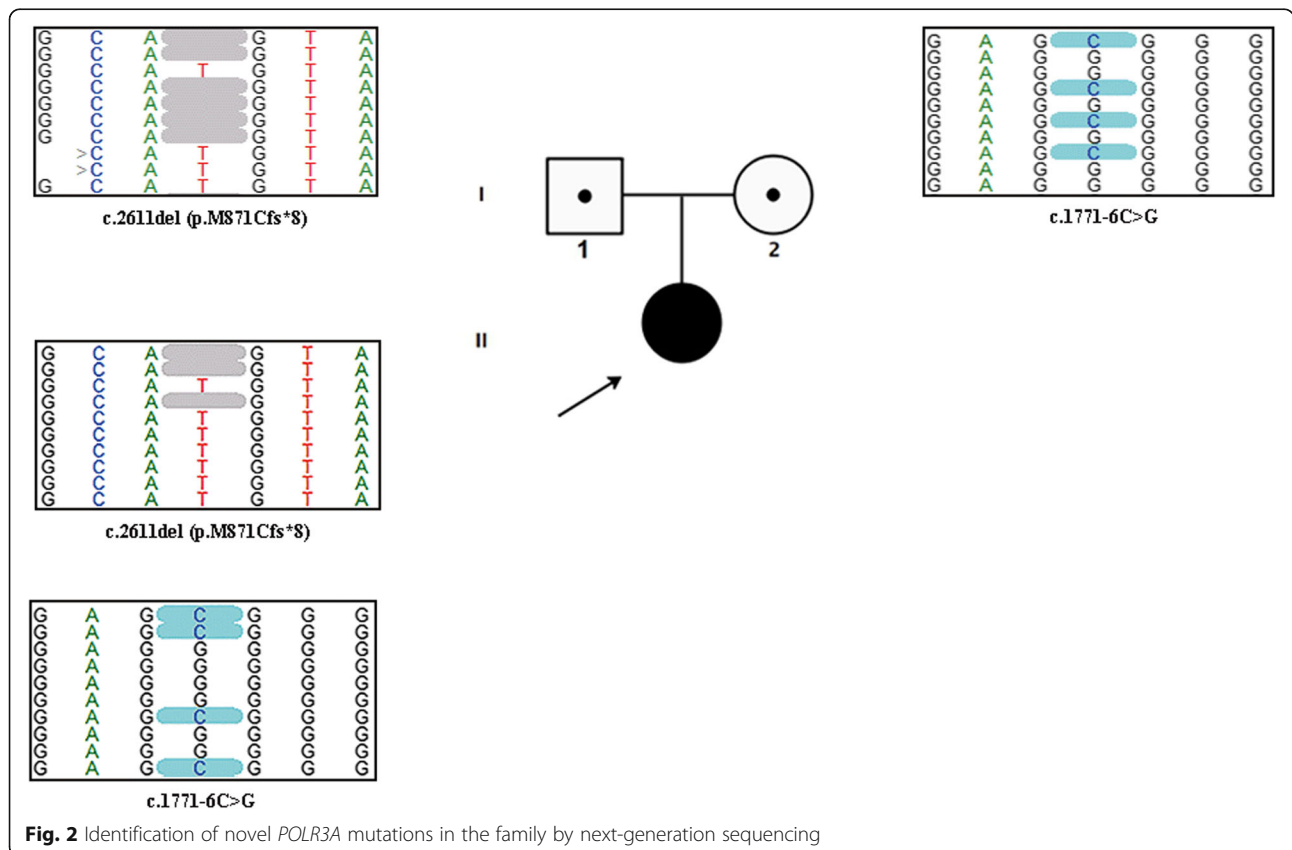 G C A G T A
G C A G T A
G C A T G T A
G C A G T A
G C A G T A
G C A G T A
G C A G T A
> C A T G T A
> C A T G T A
G C A T G T A
c.2611del (p.M871Cfs*8)
I
1
2
II
G A G C G G G
G A G G G G G
G A G G G G G
G A G C G G G
G A G G G G G
G A G C G G G
G A G G G G G
G A G C G G G
G A G G G G G
G A G G G G G
c.1771-6C>G
G C A G T A
G C A G T A
G C A T G T A
G C A G T A
G C A T G T A
G C A T G T A
G C A T G T A
G C A T G T A
G C A T G T A
G C A T G T A
c.2611del (p.M871Cfs*8)
G A G C G G G
G A G C G G G
G A G G G G G
G A G G G G G
G A G G G G G
G A G G G G G
G A G C G G G
G A G G G G G
G A G G G G G
G A G C G G G
c.1771-6C>G
Fig. 2 Identification of novel POLR3A mutations in the family by next-generation sequencing